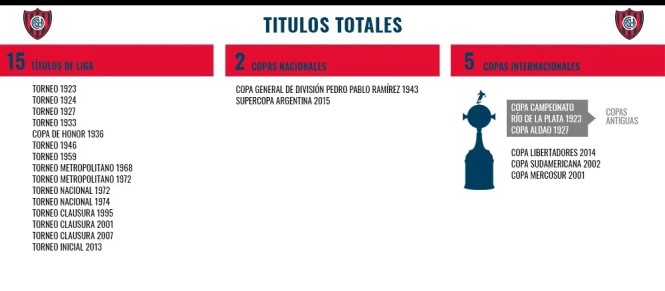 TITULOS TOTALES
15 TÍTULOS DE LIGA
TORNEO 1923
TORNEO 1924
TORNEO 1927
TORNEO 1933
COPA DE HONOR 1936
TORNEO 1946
TORNEO 1959
TORNEO METROPOLITANO 1968
TORNEO METROPOLITANO 1972
TORNEO NACIONAL 1972
TORNEO NACIONAL 1974
TORNEO CLAUSURA 1995
TORNEO CLAUSURA 2001
TORNEO CLAUSURA 2007
TORNEO INICIAL 2013
2 COPAS NACIONALES
COPA GENERAL DE DIVISIÓN PEDRO PABLO RAMÍREZ 1943
SUPERCOPA ARGENTINA 2015
5 COPAS INTERNACIONALES
COPA CAMPEONATO
RÍO DE LA PLATA 1923
COPA ALDAO 1927
COPAS
ANTIGUAS
COPA LIBERTADORES 2014
COPA SUDAMERICANA 2002
COPA MERCOSUR 2001